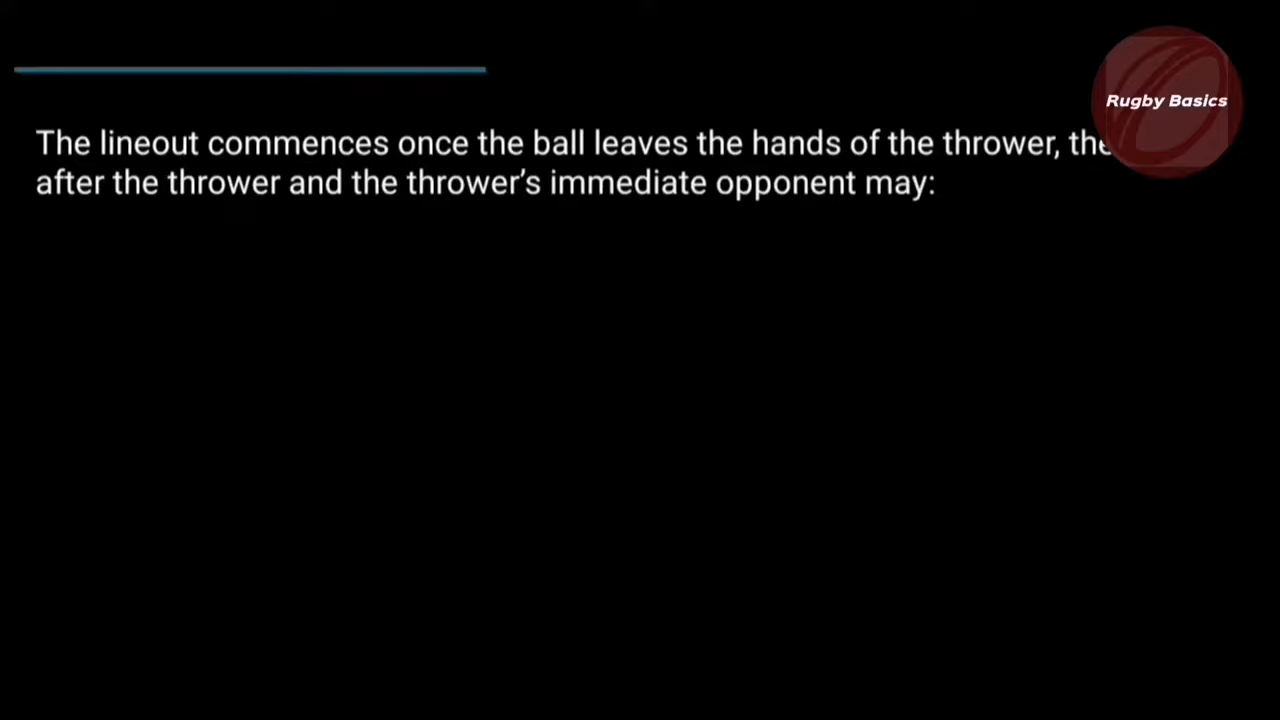 The lineout commences once the ball leaves the hands of the thrower,
after the thrower and the thrower’s immediate opponent may:
Rugby Basics